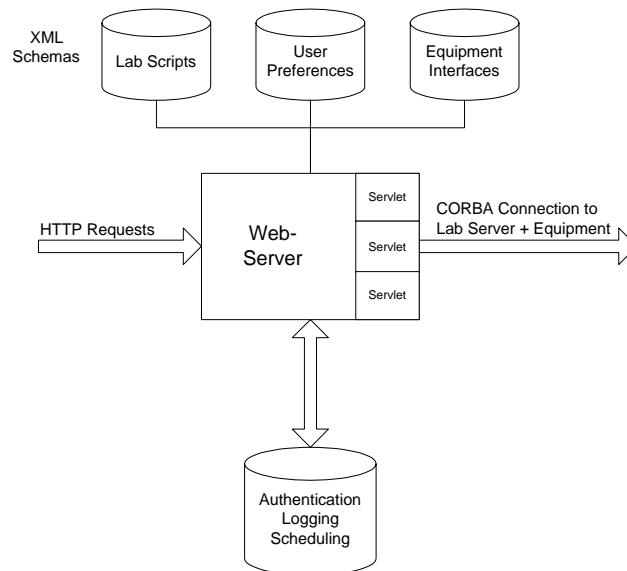 XML
Schemas
Lab Scripts
User
Preferences
Equipment
Interfaces
HTTP Requests
Web-
Server
Servlet
Servlet
Servlet
CORBA Connection to
Lab Server + Equipment
Authentication
Logging
Scheduling